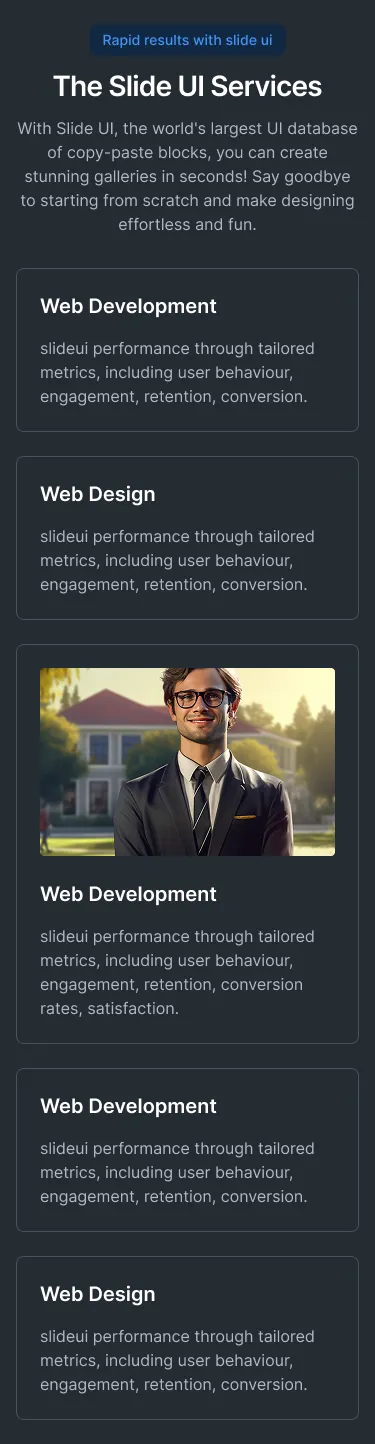 Rapid results with slide ui
The Slide UI Services
With Slide UI, the world's largest UI database
of copy-paste blocks, you can create
stunning galleries in seconds! Say goodbye
to starting from scratch and make designing
effortless and fun.
Web Development
slideui performance through tailored
metrics, including user behaviour,
engagement, retention, conversion.
Web Design
slideui performance through tailored
metrics, including user behaviour,
engagement, retention, conversion.
Web Development
slideui performance through tailored
metrics, including user behaviour,
engagement, retention, conversion
rates, satisfaction.
Web Development
slideui performance through tailored
metrics, including user behaviour,
engagement, retention, conversion.
Web Design
slideui performance through tailored
metrics, including user behaviour,
engagement, retention, conversion.